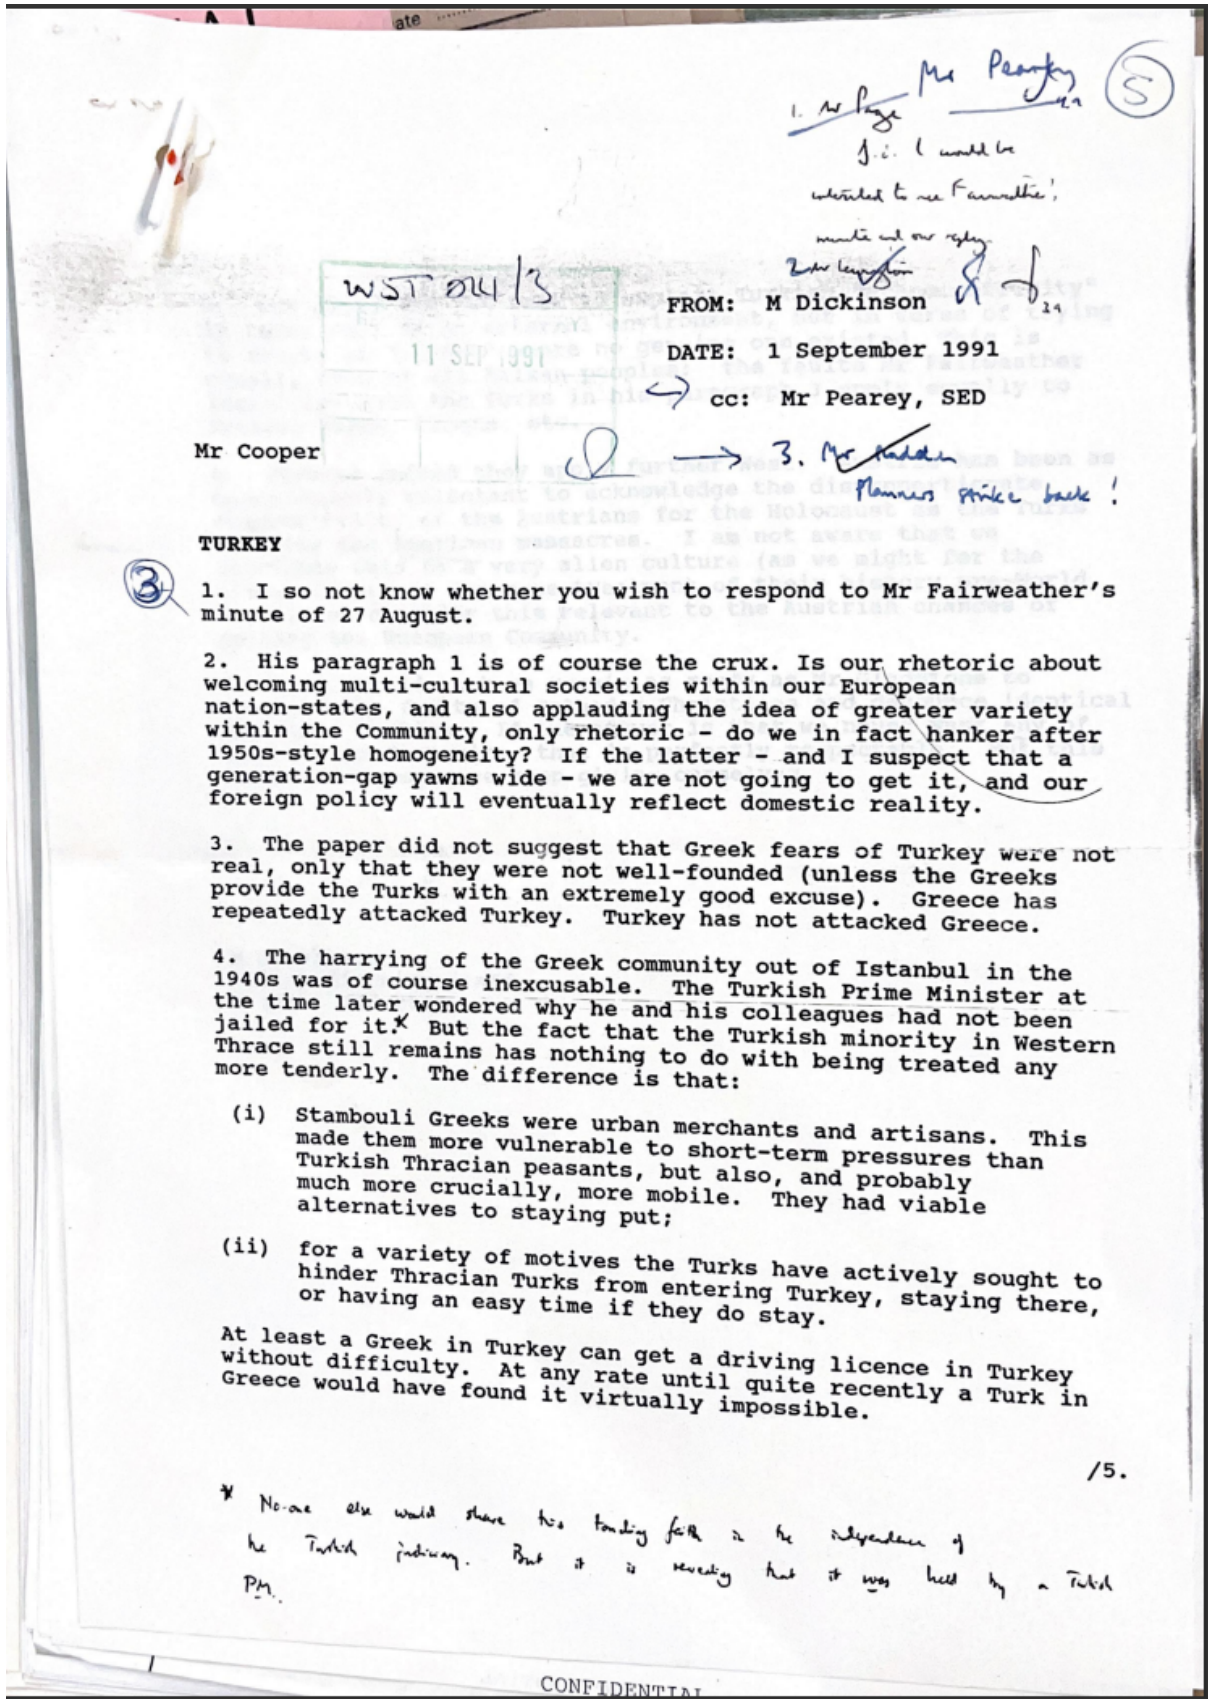 ate
Mr Pearey
5
1. Mr Page
f.i. I would be
interested to see Fairweather's
minute and our reply.
2. Mr
WST 014/3
FROM: M Dickinson
11 SEP 1991
DATE: 1 September 1991
cc: Mr Pearey, SED
Mr Cooper
3. Mr
Planners strike back!
TURKEY
3
1. I so not know whether you wish to respond to Mr Fairweather's
minute of 27 August.
2. His paragraph 1 is of course the crux. Is our rhetoric about
welcoming multi-cultural societies within our European
nation-states, and also applauding the idea of greater variety
within the Community, only rhetoric - do we in fact hanker after
1950s-style homogeneity? If the latter - and I suspect that a
generation-gap yawns wide - we are not going to get it, and our
foreign policy will eventually reflect domestic reality.
3. The paper did not suggest that Greek fears of Turkey were not
real, only that they were not well-founded (unless the Greeks
provide the Turks with an extremely good excuse). Greece has
repeatedly attacked Turkey. Turkey has not attacked Greece.
4. The harrying of the Greek community out of Istanbul in the
1940s was of course inexcusable. The Turkish Prime Minister at
the time later wondered why he and his colleagues had not been
jailed for it.* But the fact that the Turkish minority in Western
Thrace still remains has nothing to do with being treated any
more tenderly. The difference is that:
(i) Stambouli Greeks were urban merchants and artisans. This
made them more vulnerable to short-term pressures than
Turkish Thracian peasants, but also, and probably
much more crucially, more mobile. They had viable
alternatives to staying put;
(ii) for a variety of motives the Turks have actively sought to
hinder Thracian Turks from entering Turkey, staying there,
or having an easy time if they do stay.
At least a Greek in Turkey can get a driving licence in Turkey
without difficulty. At any rate until quite recently a Turk in
Greece would have found it virtually impossible.
/5.
* No-one else would share this touching faith in the independence of
the Turkish judiciary. But it is revealing that it was held by a Turkish
PM.
CONFIDENTIAL